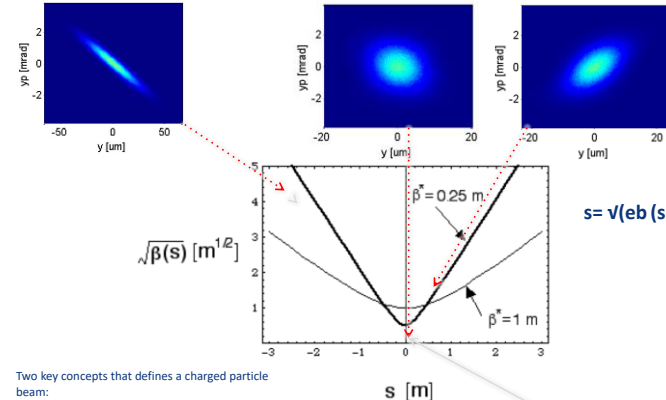 yp [mrad]
2
0
-2
-50
0
50
y [um]
yp [mrad]
2
0
-2
-20
0
20
y [um]
yp [mrad]
2
0
-2
-20
0
20
y [um]
√β(s) [m^1/2]
5
4
3
2
1
β*= 0.25 m
β*= 1 m
-3
-2
-1
0
1
2
3
s [m]
s= √(eb (s
Two key concepts that defines a charged particle
beam: